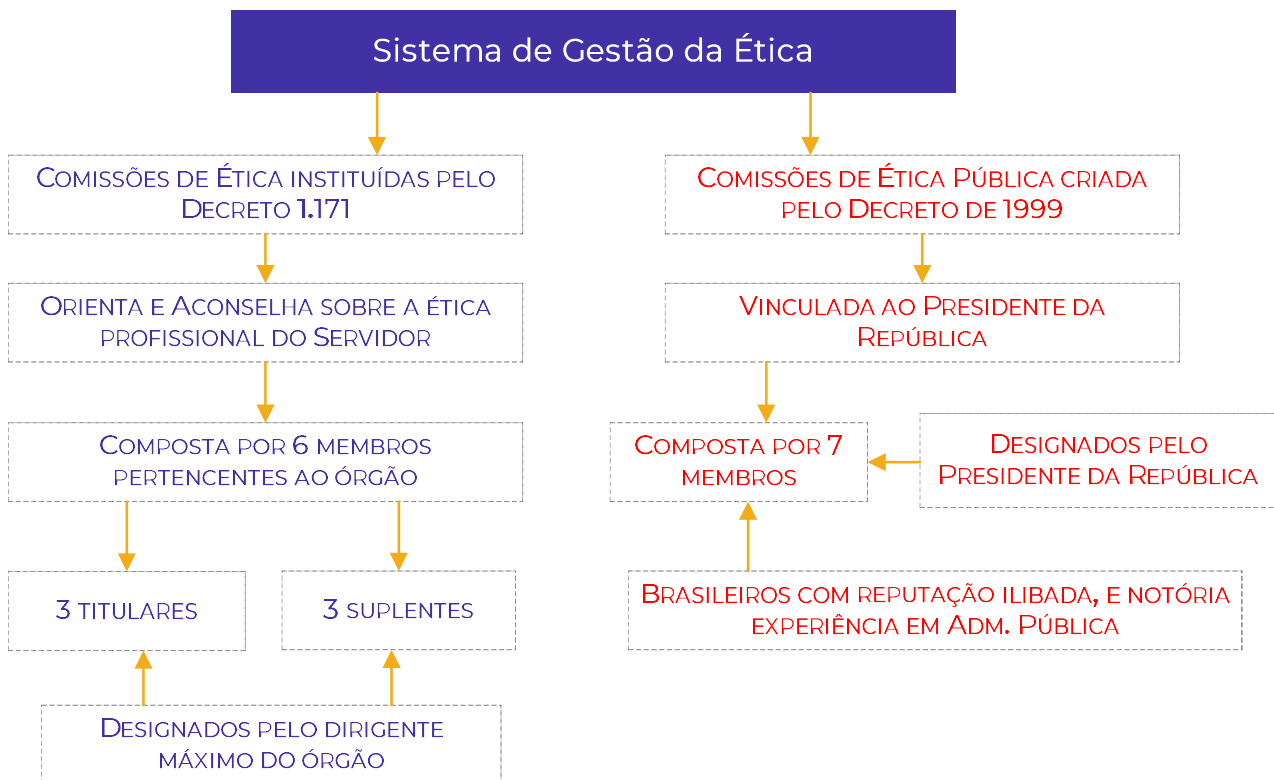 Sistema de Gestão da Ética
Comissões de Ética instituídas pelo
Decreto 1.171
Orienta e Aconselha sobre a ética
profissional do Servidor
Composta por 6 membros
pertencentes ao órgão
3 titulares
3 suplentes
Designados pelo dirigente
máximo do órgão
Comissões de Ética Pública criada
pelo Decreto de 1999
Vinculada ao Presidente da
República
Composta por 7
membros
Designados pelo
Presidente da República
Brasileiros com reputação ilibada, e notória
experiência em Adm. Pública